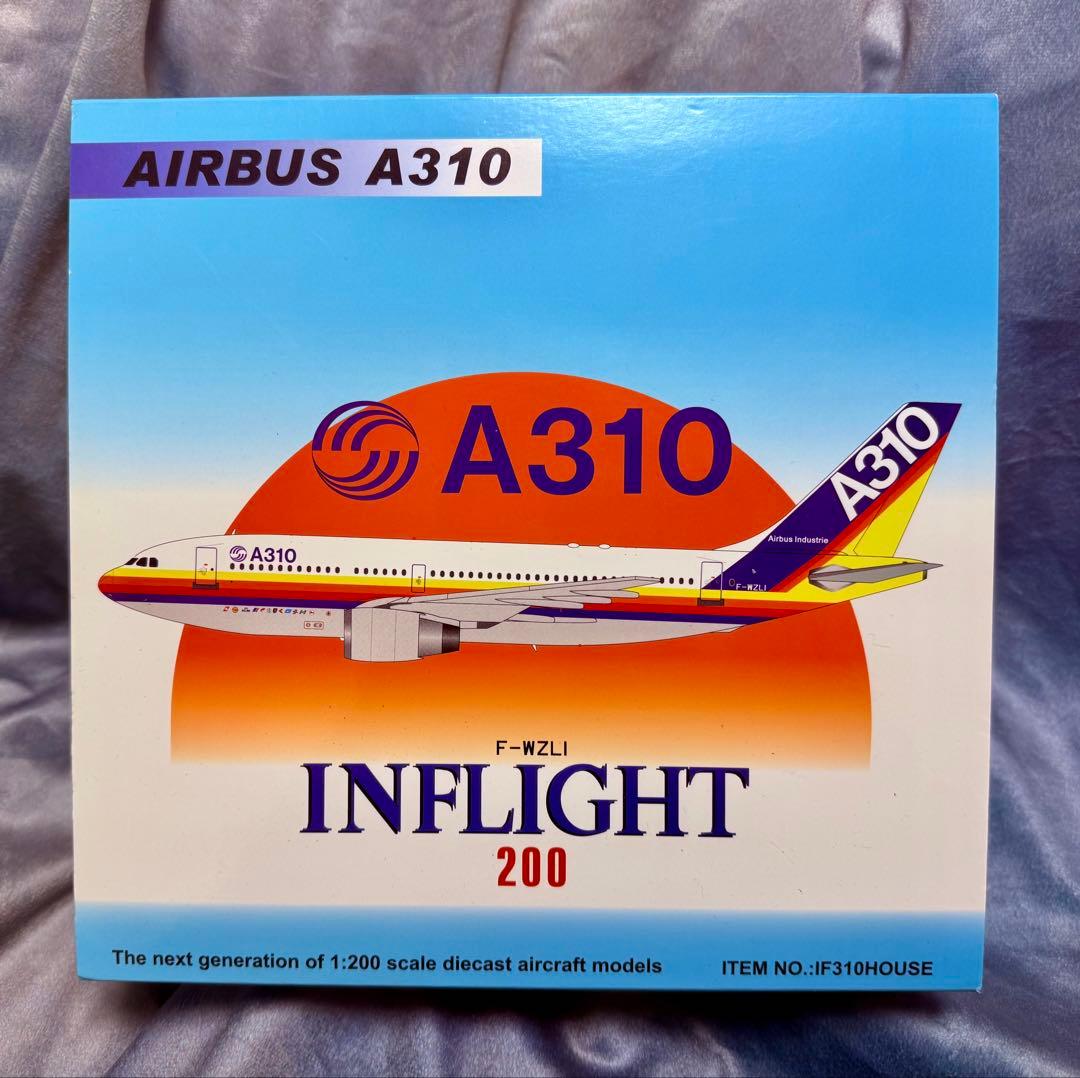 AIRBUS A310
A310
A310
A310
Airbus Industrie
F-WZLI
F-WZLI
INFLIGHT
200
The next generation of 1:200 scale diecast aircraft models
ITEM NO.:IF310HOUSE